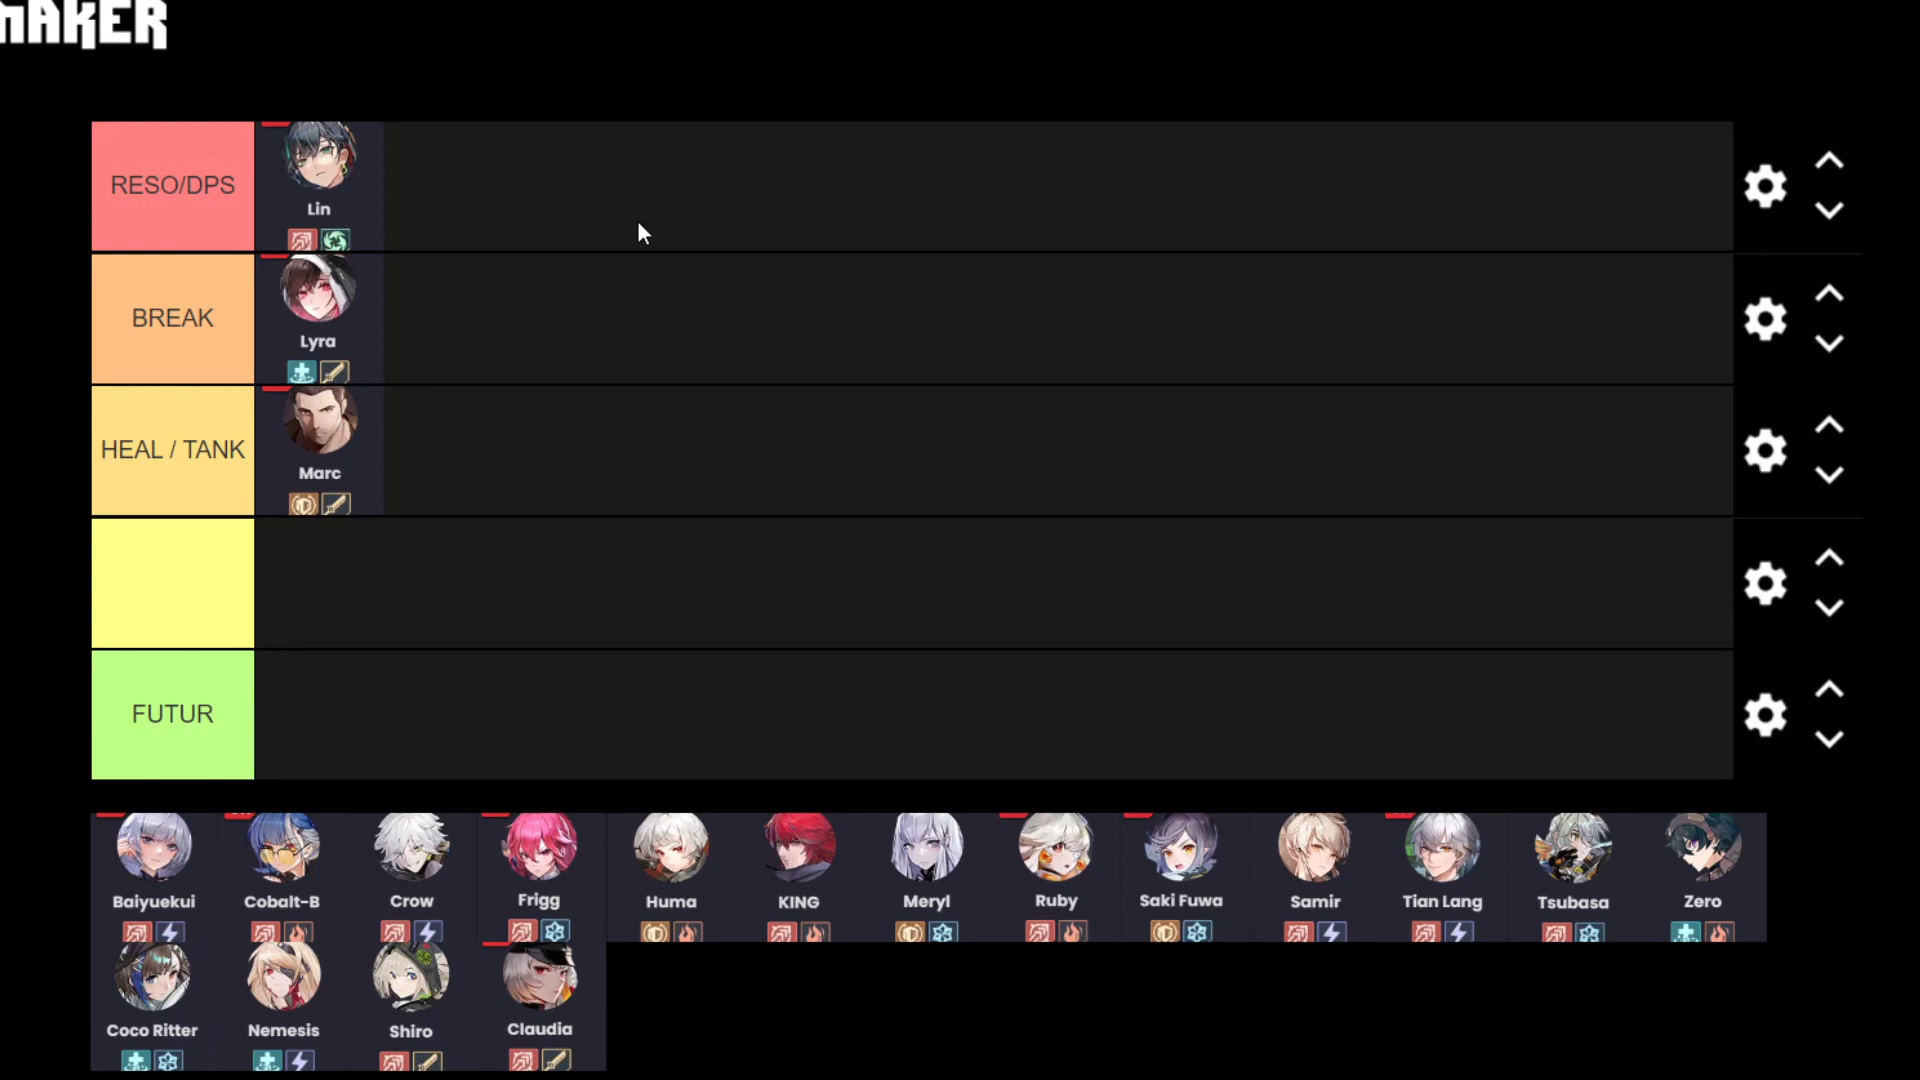 MAKER
RESO/DPS
Lin
BREAK
Lyra
HEAL / TANK
Marc
FUTUR
Baiyuekui
Cobalt-B
Crow
Frigg
Huma
KING
Meryl
Ruby
Saki Fuwa
Samir
Tian Lang
Tsubasa
Zero
Coco Ritter
Nemesis
Shiro
Claudia